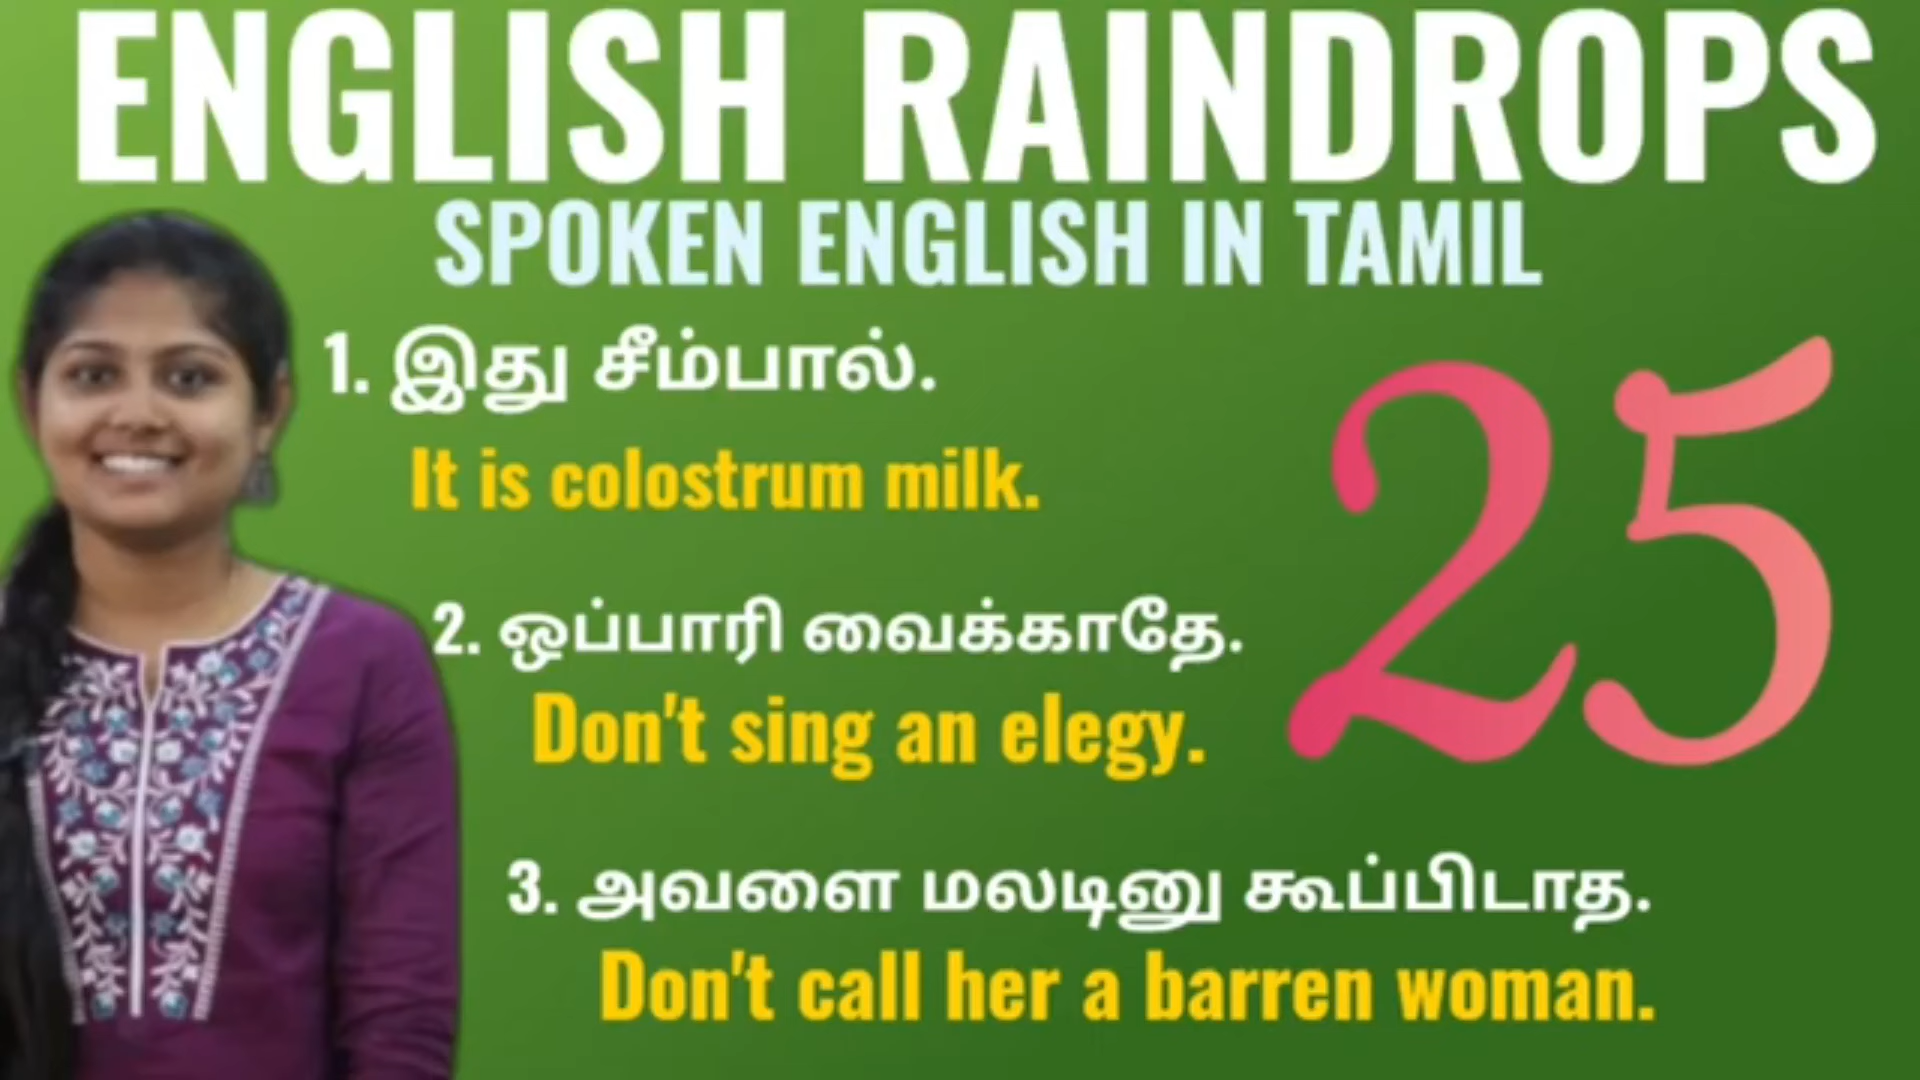 ENGLISH RAINDROPS
SPOKEN ENGLISH IN TAMIL
1. இது சீம்பால்.
It is colostrum milk.
25
2. ஒப்பாரி வைக்காதே.
Don't sing an elegy.
3. அவளை மலடினு கூப்பிடாத.
Don't call her a barren woman.